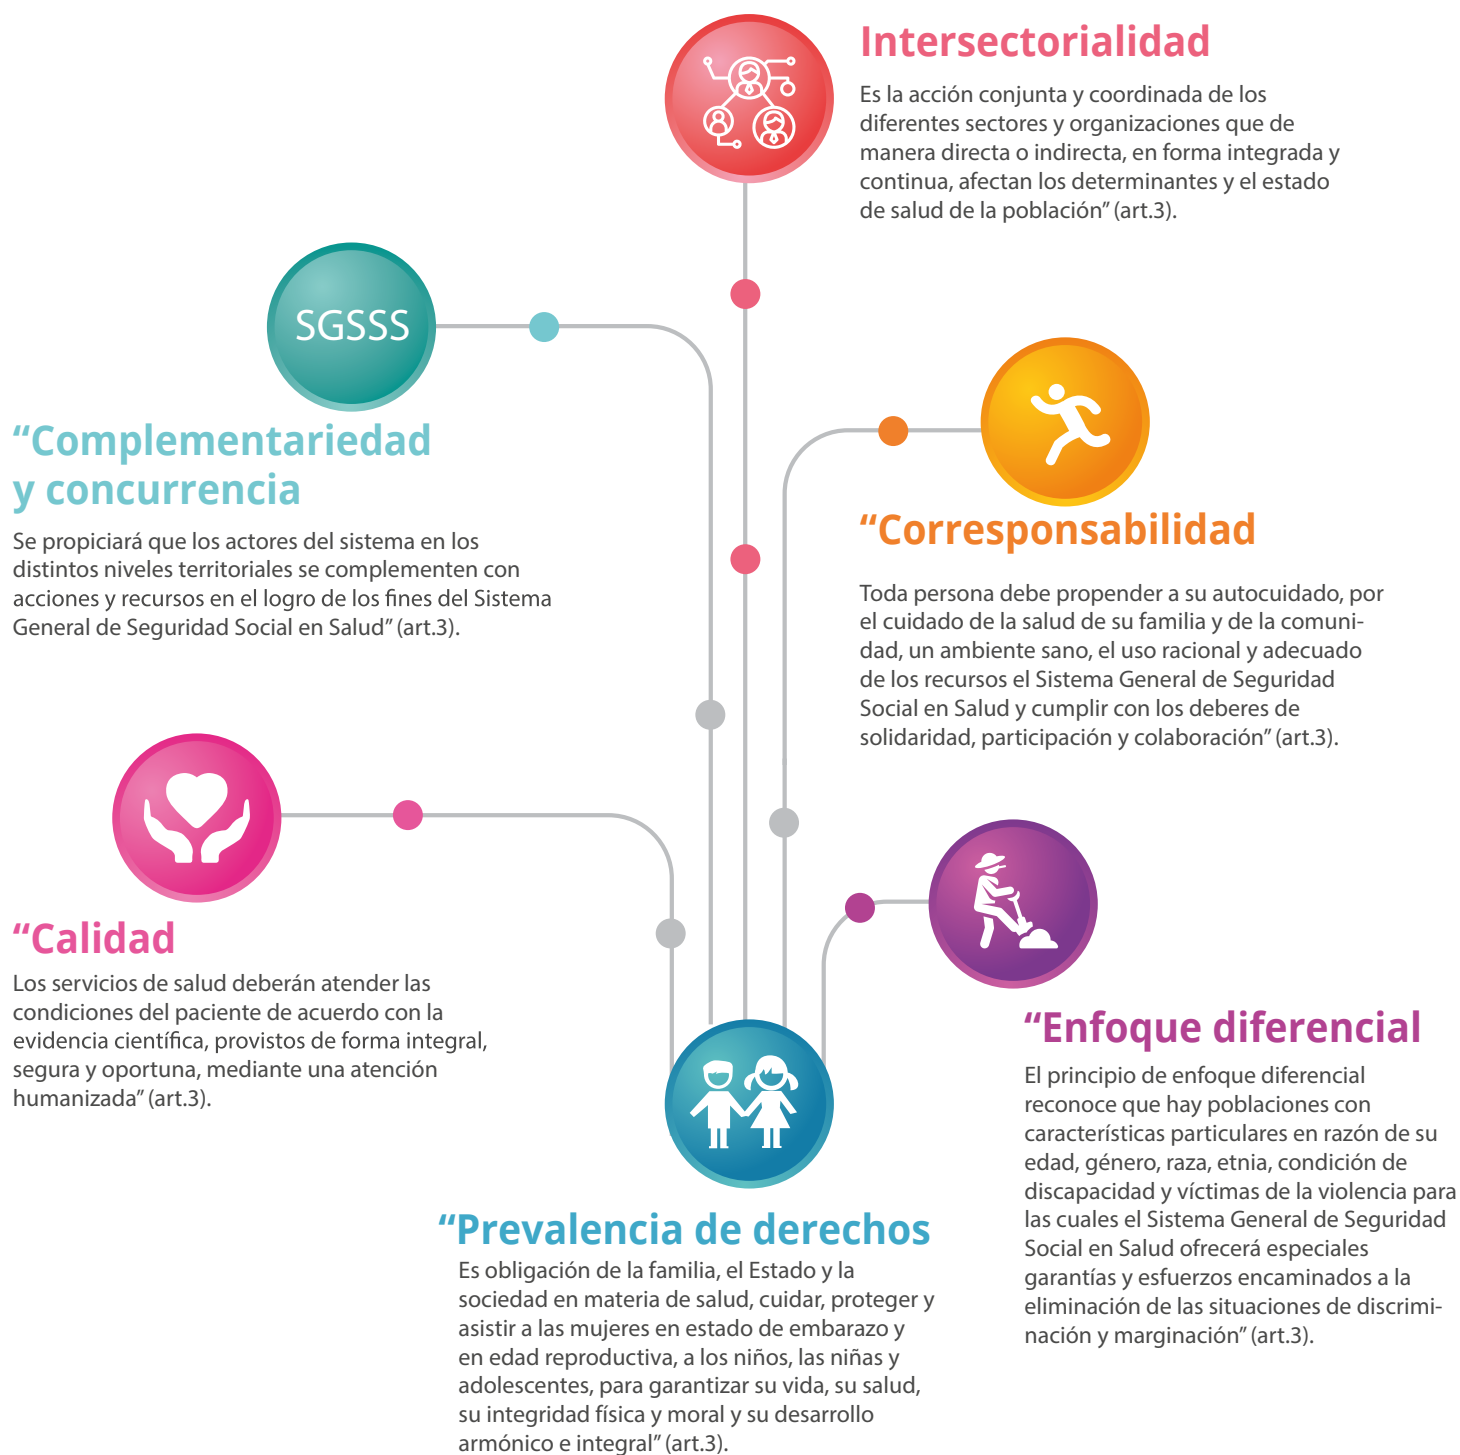 Intersectorialidad
Es la acción conjunta y coordinada de los
diferentes sectores y organizaciones que de
manera directa o indirecta, en forma integrada y
continua, afectan los determinantes y el estado
de salud de la población” (art.3).
SGSSS
“Complementariedad
y concurrencia
Se propiciará que los actores del sistema en los
distintos niveles territoriales se complementen con
acciones y recursos en el logro de los fines del Sistema
General de Seguridad Social en Salud” (art.3).
“Corresponsabilidad
Toda persona debe propender a su autocuidado, por
el cuidado de la salud de su familia y de la comuni-
dad, un ambiente sano, el uso racional y adecuado
de los recursos el Sistema General de Seguridad
Social en Salud y cumplir con los deberes de
solidaridad, participación y colaboración” (art.3).
“Calidad
Los servicios de salud deberán atender las
condiciones del paciente de acuerdo con la
evidencia científica, provistos de forma integral,
segura y oportuna, mediante una atención
humanizada” (art.3).
“Enfoque diferencial
El principio de enfoque diferencial
reconoce que hay poblaciones con
características particulares en razón de su
edad, género, raza, etnia, condición de
discapacidad y víctimas de la violencia para
las cuales el Sistema General de Seguridad
Social en Salud ofrecerá especiales
garantías y esfuerzos encaminados a la
eliminación de las situaciones de discrimi-
nación y marginación” (art.3).
“Prevalencia de derechos
Es obligación de la familia, el Estado y la
sociedad en materia de salud, cuidar, proteger y
asistir a las mujeres en estado de embarazo y
en edad reproductiva, a los niños, las niñas y
adolescentes, para garantizar su vida, su salud,
su integridad física y moral y su desarrollo
armónico e integral” (art.3).